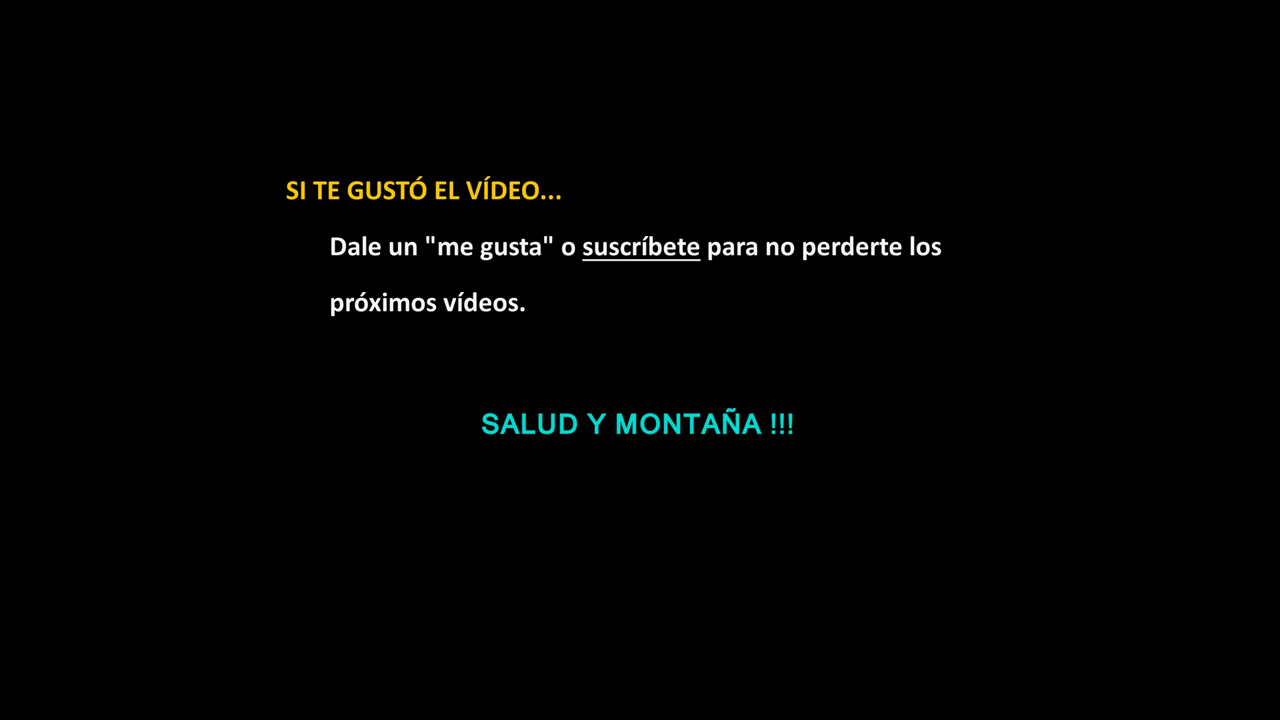 SI TE GUSTÓ EL VÍDEO...
Dale un "me gusta" o suscríbete para no perderte los
próximos vídeos.
SALUD Y MONTAÑA !!!